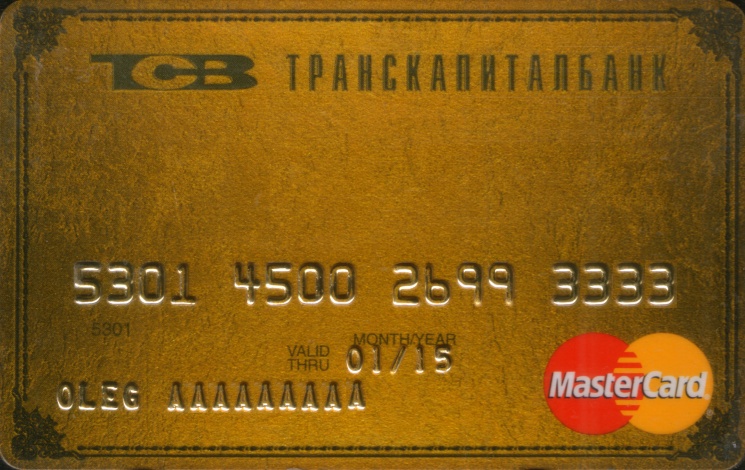 TCB ТРАНСКАПИТАЛБАНК
5301 4500 2699 3333
5301
MONTH/YEAR
VALID THRU 01/15
OLEG AAAAAAAAA
MasterCard